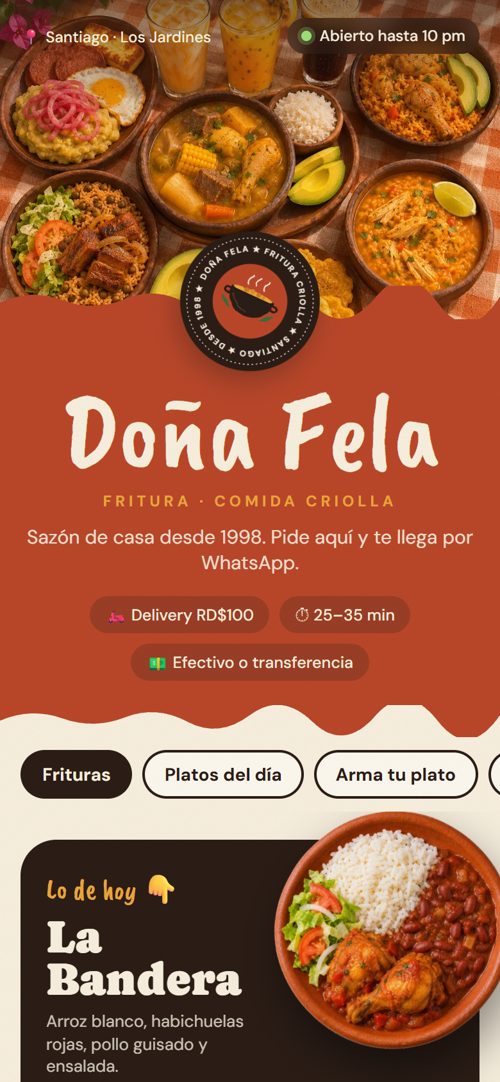 Santiago · Los Jardines
Abierto hasta 10 pm
DOÑA FELA ★ FRITURA CRIOLLA ★ SANTIAGO ★ DESDE 1998 ★
Doña Fela
FRITURA · COMIDA CRIOLLA
Sazón de casa desde 1998. Pide aquí y te llega por
WhatsApp.
Delivery RD$100
25–35 min
Efectivo o transferencia
Frituras
Platos del día
Arma tu plato
Lo de hoy
La
Bandera
Arroz blanco, habichuelas
rojas, pollo guisado y
ensalada.